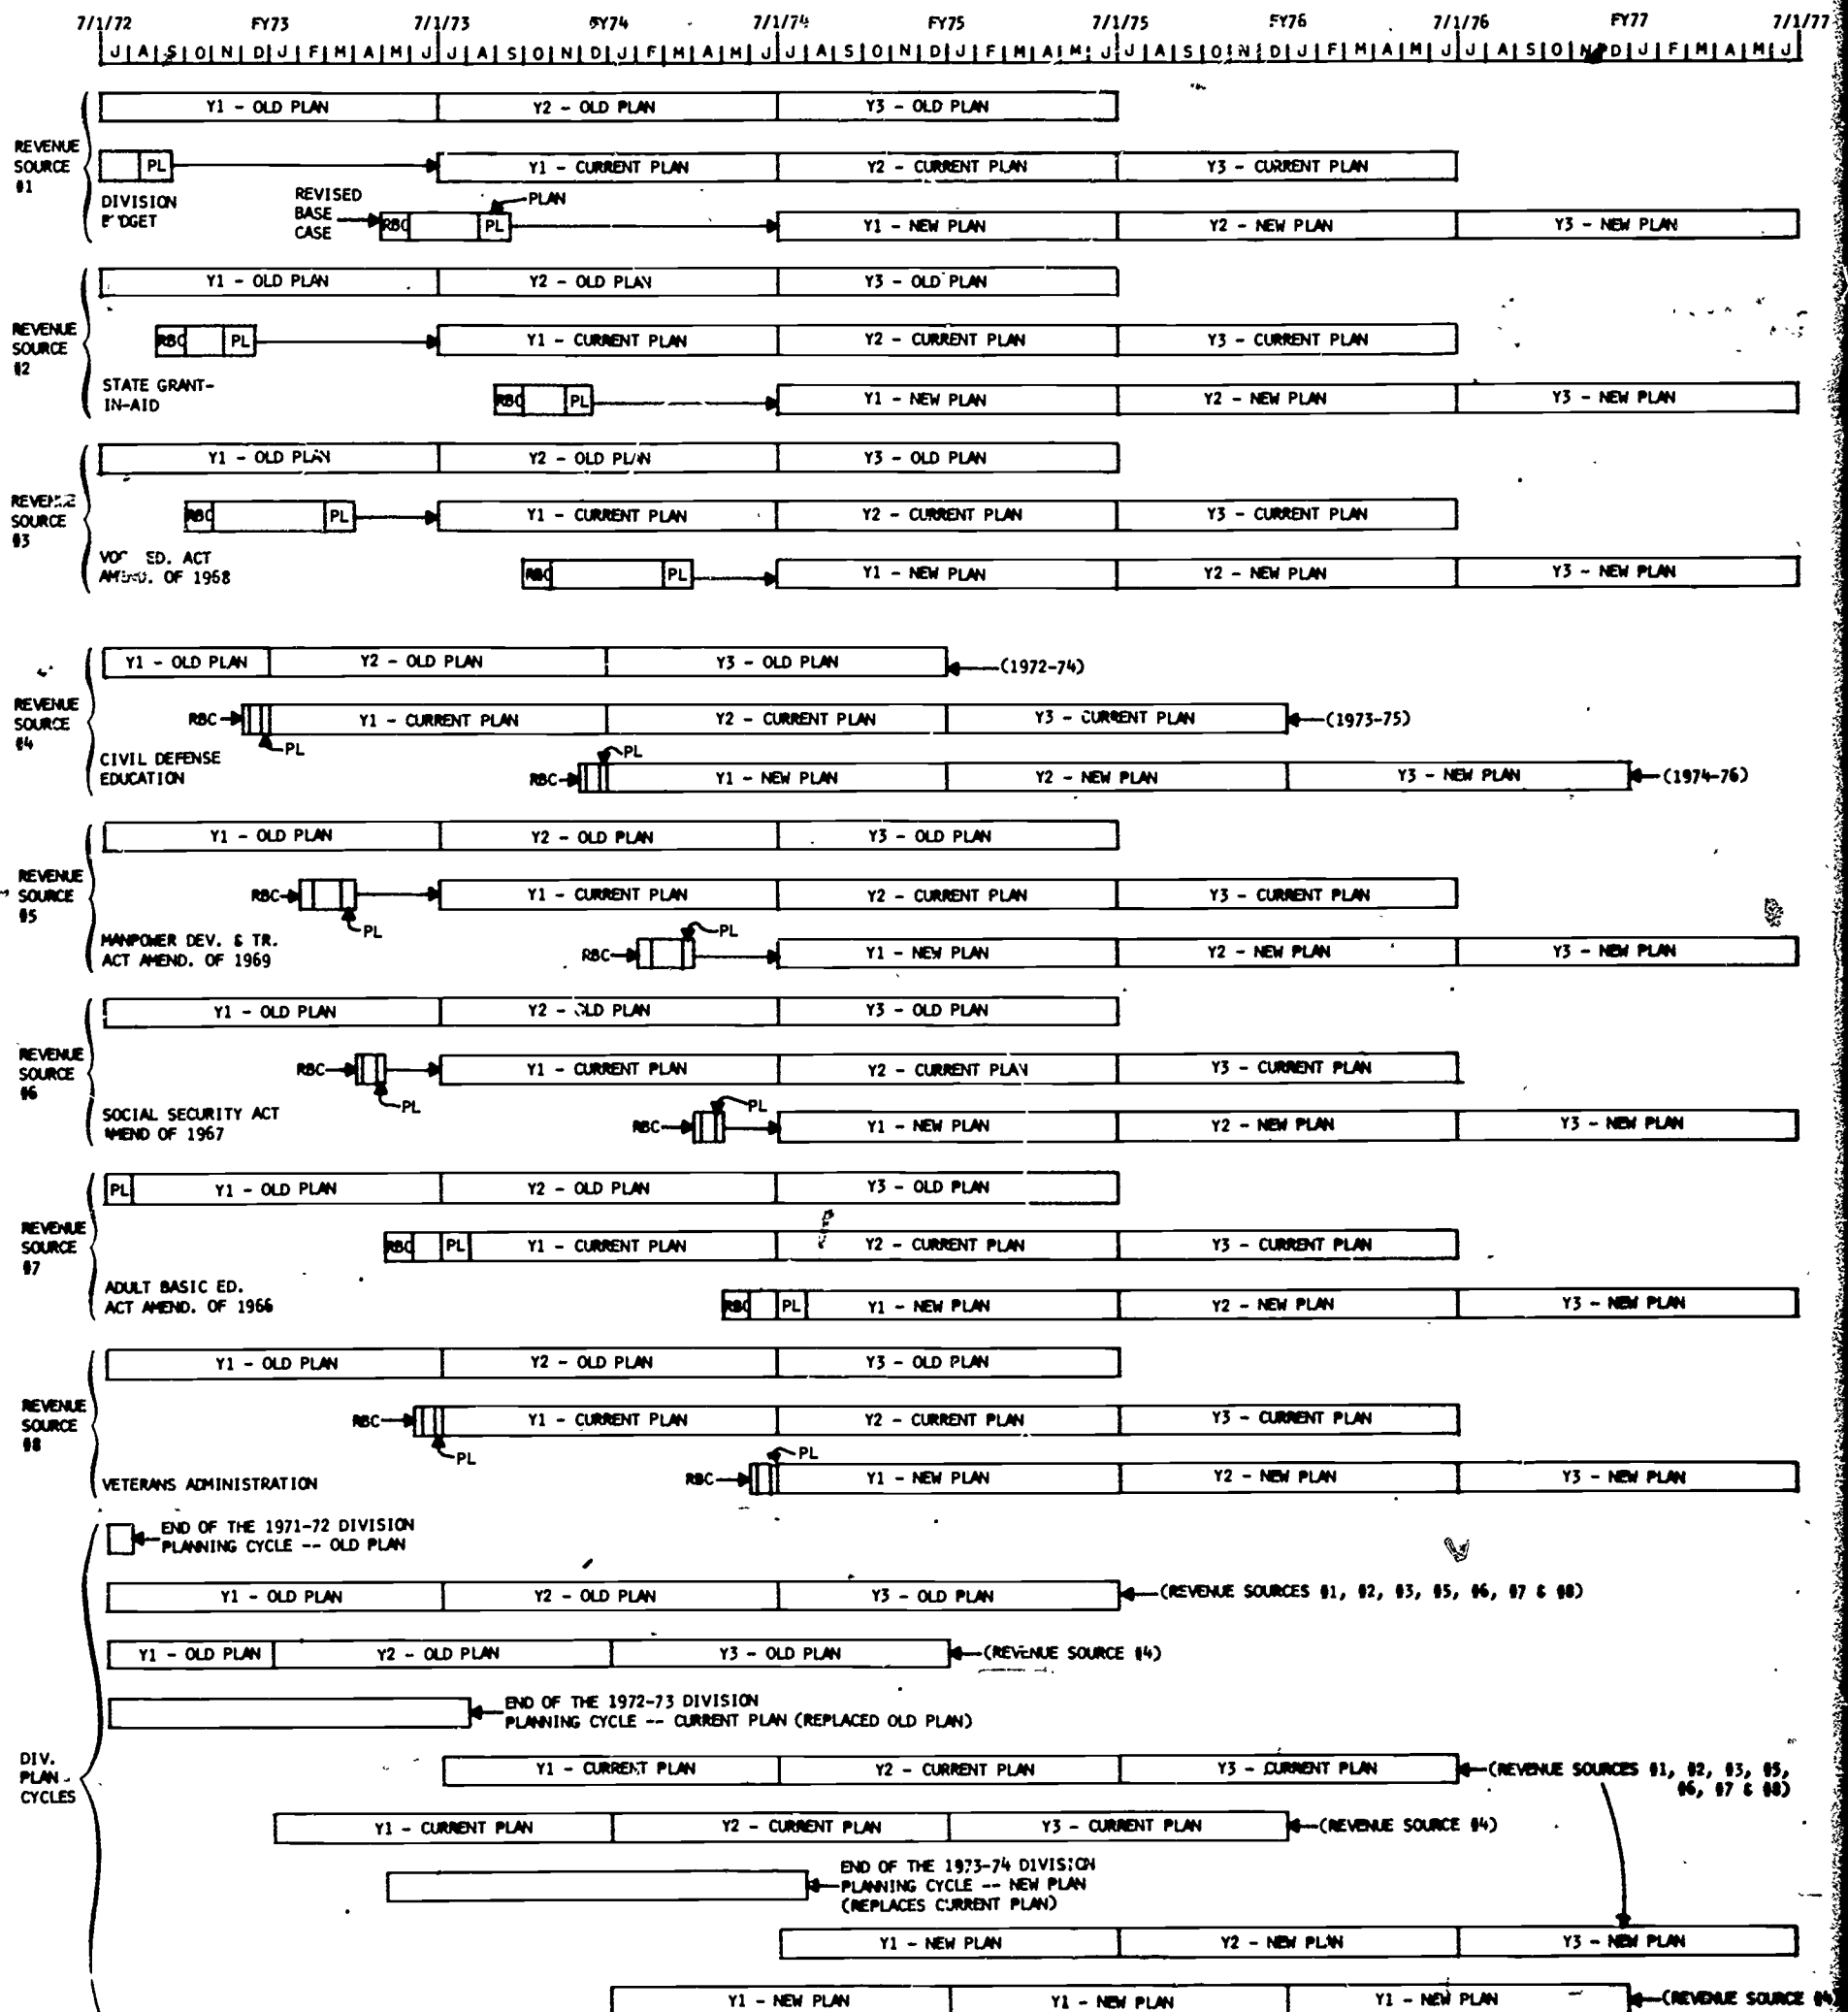 7/1/72 FY73 7/1/73 FY74 7/1/74 FY75 7/1/75 FY76 7/1/76 FY77 7/1/77
J A S O N D J F M A M J J A S O N D J F M A M J J A S O N D J F M A M J J A S O N D J F M A M J J A S O N D J F M A M J
Y1 - OLD PLAN Y2 - OLD PLAN Y3 - OLD PLAN
REVENUE
SOURCE
#1
PL Y1 - CURRENT PLAN Y2 - CURRENT PLAN Y3 - CURRENT PLAN
DIVISION
REVISED
BASE
CASE
PLAN
RBC PL Y1 - NEW PLAN Y2 - NEW PLAN Y3 - NEW PLAN
Y1 - OLD PLAN Y2 - OLD PLAN Y3 - OLD PLAN
REVENUE
SOURCE
#2
RBC PL Y1 - CURRENT PLAN Y2 - CURRENT PLAN Y3 - CURRENT PLAN
STATE GRANT-
IN-AID
RBC PL Y1 - NEW PLAN Y2 - NEW PLAN Y3 - NEW PLAN
Y1 - OLD PLAN Y2 - OLD PLAN Y3 - OLD PLAN
REVENUE
SOURCE
#3
RBC PL Y1 - CURRENT PLAN Y2 - CURRENT PLAN Y3 - CURRENT PLAN
VOC ED. ACT
AMEND. OF 1968
RBC PL Y1 - NEW PLAN Y2 - NEW PLAN Y3 - NEW PLAN
Y1 - OLD PLAN Y2 - OLD PLAN Y3 - OLD PLAN (1972-74)
REVENUE
SOURCE
#4
RBC Y1 - CURRENT PLAN Y2 - CURRENT PLAN Y3 - CURRENT PLAN (1973-75)
PL
CIVIL DEFENSE
EDUCATION
PL
RBC Y1 - NEW PLAN Y2 - NEW PLAN Y3 - NEW PLAN (1974-76)
Y1 - OLD PLAN Y2 - OLD PLAN Y3 - OLD PLAN
REVENUE
SOURCE
#5
RBC Y1 - CURRENT PLAN Y2 - CURRENT PLAN Y3 - CURRENT PLAN
PL
MANPOWER DEV. & TR.
ACT AMEND. OF 1969
PL
RBC Y1 - NEW PLAN Y2 - NEW PLAN Y3 - NEW PLAN
Y1 - OLD PLAN Y2 - OLD PLAN Y3 - OLD PLAN
REVENUE
SOURCE
#6
RBC Y1 - CURRENT PLAN Y2 - CURRENT PLAN Y3 - CURRENT PLAN
PL
SOCIAL SECURITY ACT
AMEND OF 1967
PL
RBC Y1 - NEW PLAN Y2 - NEW PLAN Y3 - NEW PLAN
PL Y1 - OLD PLAN Y2 - OLD PLAN Y3 - OLD PLAN
REVENUE
SOURCE
#7
RBC PL Y1 - CURRENT PLAN Y2 - CURRENT PLAN Y3 - CURRENT PLAN
ADULT BASIC ED.
ACT AMEND. OF 1966
RBC PL Y1 - NEW PLAN Y2 - NEW PLAN Y3 - NEW PLAN
Y1 - OLD PLAN Y2 - OLD PLAN Y3 - OLD PLAN
REVENUE
SOURCE
#8
RBC Y1 - CURRENT PLAN Y2 - CURRENT PLAN Y3 - CURRENT PLAN
PL
VETERANS ADMINISTRATION
PL
RBC Y1 - NEW PLAN Y2 - NEW PLAN Y3 - NEW PLAN
END OF THE 1971-72 DIVISION
PLANNING CYCLE -- OLD PLAN
Y1 - OLD PLAN Y2 - OLD PLAN Y3 - OLD PLAN (REVENUE SOURCES #1, #2, #3, #5, #6, #7 & #8)
Y1 - OLD PLAN Y2 - OLD PLAN Y3 - OLD PLAN (REVENUE SOURCE #4)
END OF THE 1972-73 DIVISION
PLANNING CYCLE -- CURRENT PLAN (REPLACED OLD PLAN)
DIV.
PLAN
CYCLES
Y1 - CURRENT PLAN Y2 - CURRENT PLAN Y3 - CURRENT PLAN (REVENUE SOURCES #1, #2, #3, #5,
#6, #7 & #8)
Y1 - CURRENT PLAN Y2 - CURRENT PLAN Y3 - CURRENT PLAN (REVENUE SOURCE #4)
END OF THE 1973-74 DIVISION
PLANNING CYCLE -- NEW PLAN
(REPLACES CURRENT PLAN)
Y1 - NEW PLAN Y2 - NEW PLAN Y3 - NEW PLAN
Y1 - NEW PLAN Y1 - NEW PLAN Y1 - NEW PLAN (REVENUE SOURCE #4)